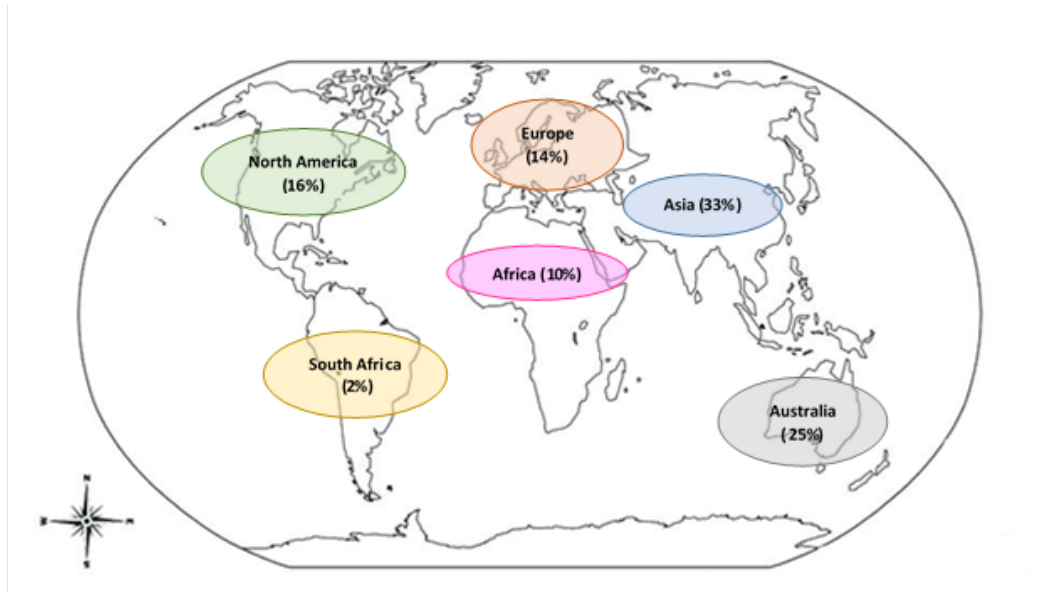 North America
(16%)
Europe
(14%)
Asia (33%)
Africa (10%)
South Africa
(2%)
Australia
( 25%)
N
W
E
S